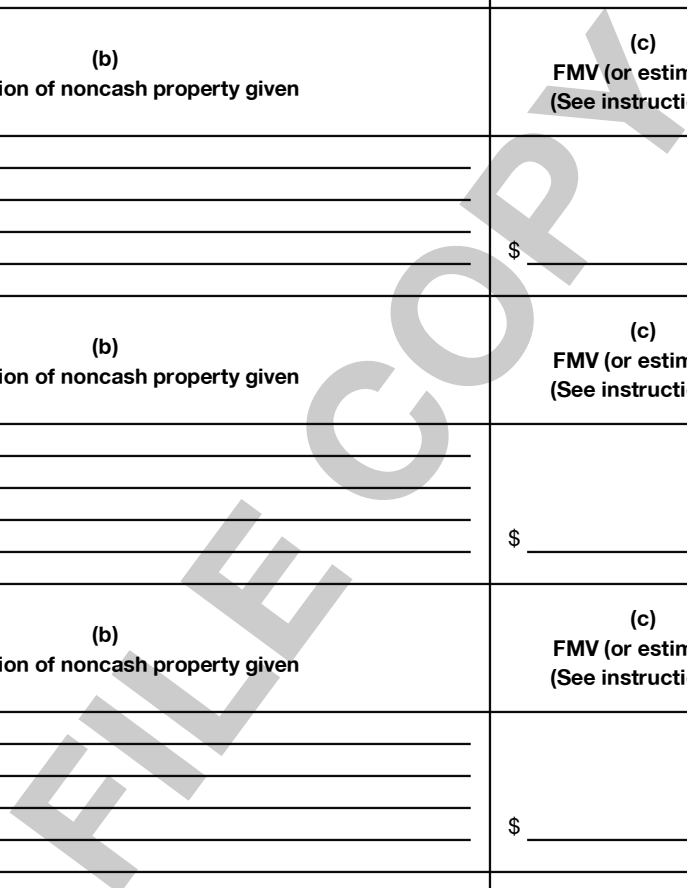 (b)
ion of noncash property given
(c)
FMV (or estim
(See instructi
$
(b)
ion of noncash property given
(c)
FMV (or estim
(See instructi
$
(b)
ion of noncash property given
(c)
FMV (or estim
(See instructi
$
FILE COPY